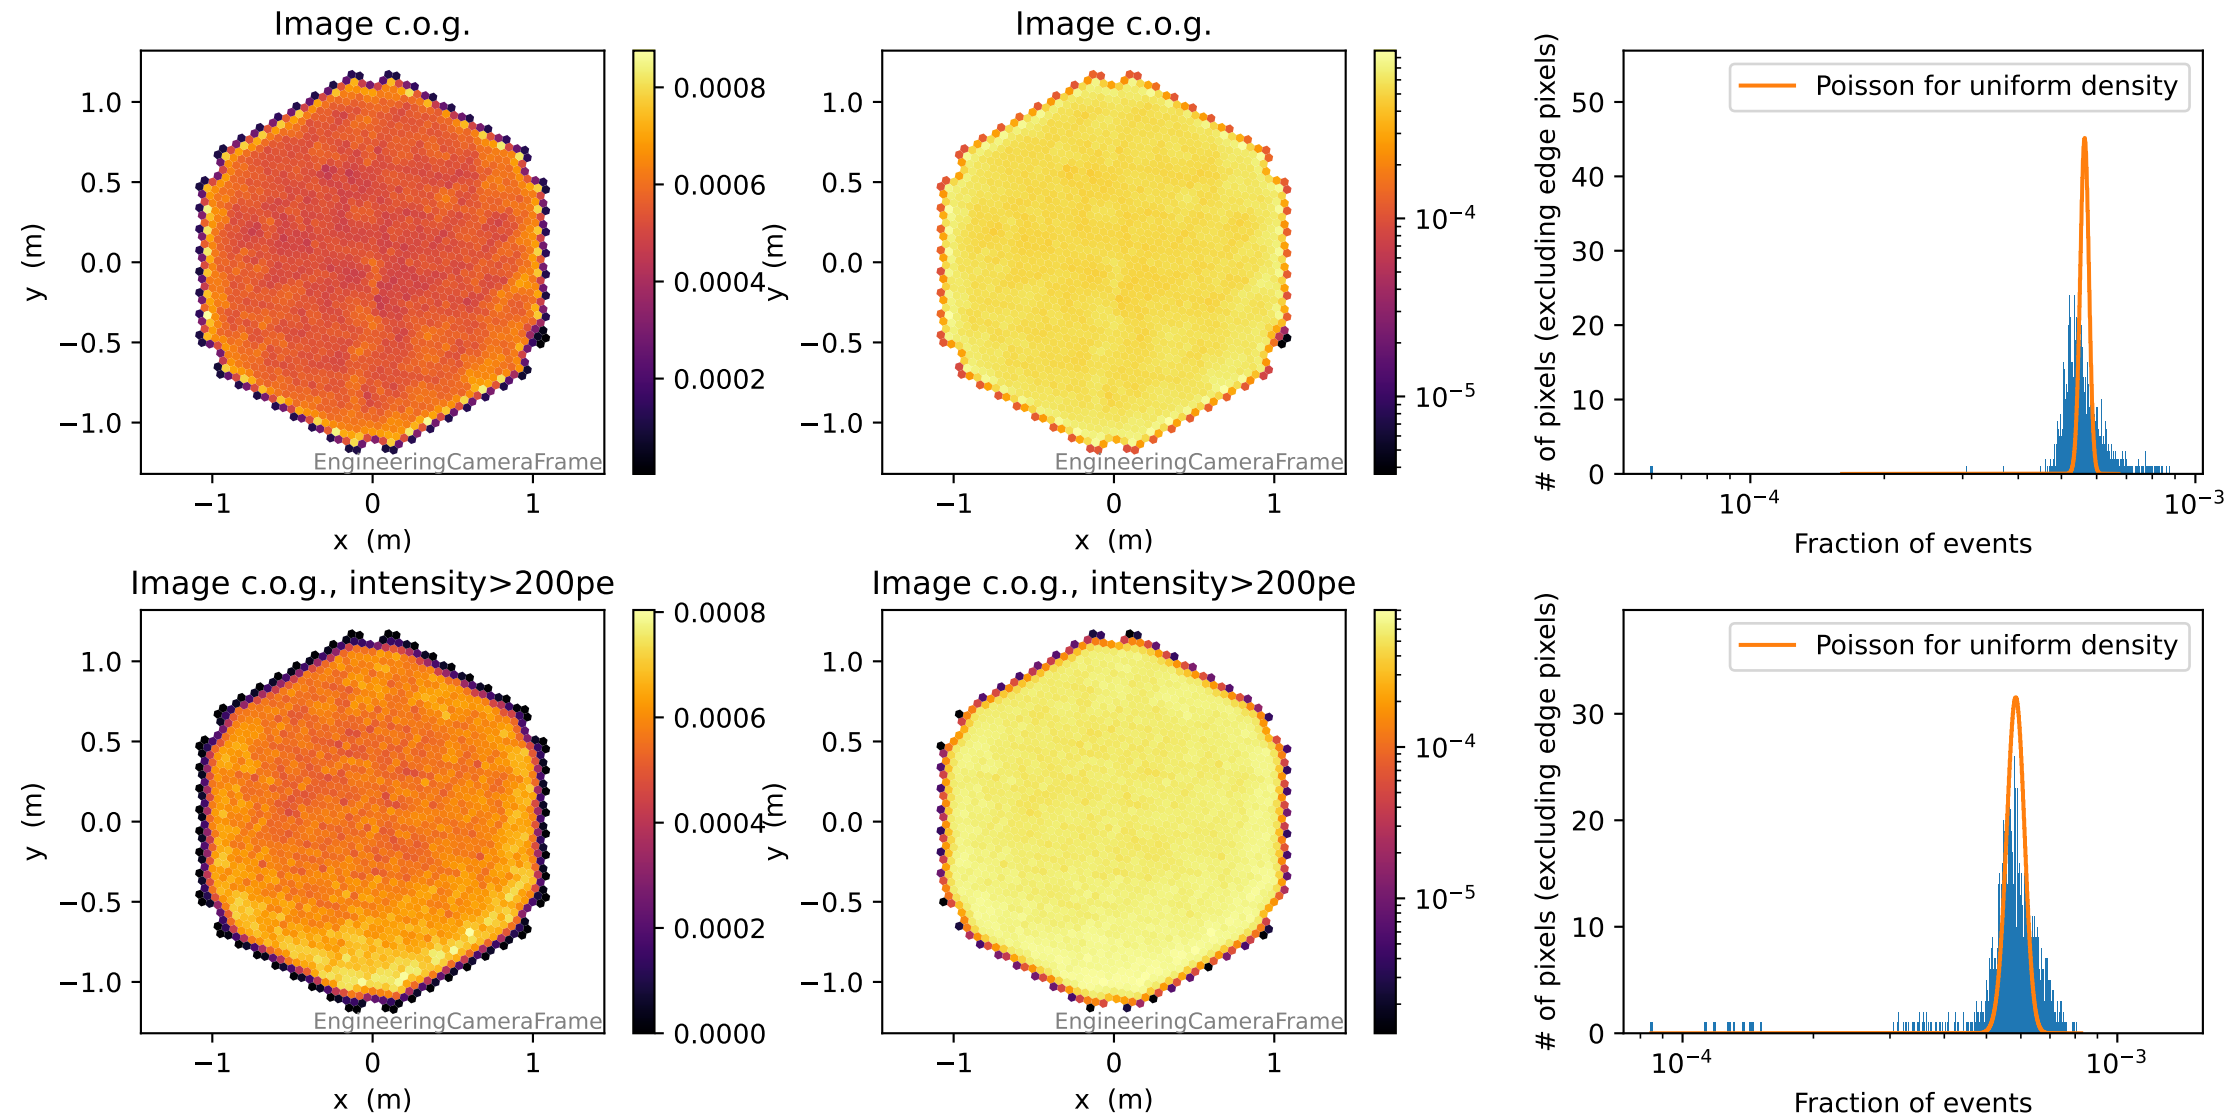 Image c.o.g.
1.0
0.5
0.0
−0.5
−1.0
y (m)
−1
0
1
x (m)
EngineeringCameraFrame
0.0008
0.0006
0.0004
0.0002
Image c.o.g.
1.0
0.5
0.0
−0.5
−1.0
y (m)
−1
0
1
x (m)
EngineeringCameraFrame
10⁻⁴
10⁻⁵
Poisson for uniform density
50
40
30
20
10
0
# of pixels (excluding edge pixels)
10⁻⁴
10⁻³
Fraction of events
Image c.o.g., intensity>200pe
1.0
0.5
0.0
−0.5
−1.0
y (m)
−1
0
1
x (m)
EngineeringCameraFrame
0.0008
0.0006
0.0004
0.0002
0.0000
Image c.o.g., intensity>200pe
1.0
0.5
0.0
−0.5
−1.0
y (m)
−1
0
1
x (m)
EngineeringCameraFrame
10⁻⁴
10⁻⁵
Poisson for uniform density
30
20
10
0
# of pixels (excluding edge pixels)
10⁻⁴
10⁻³
Fraction of events